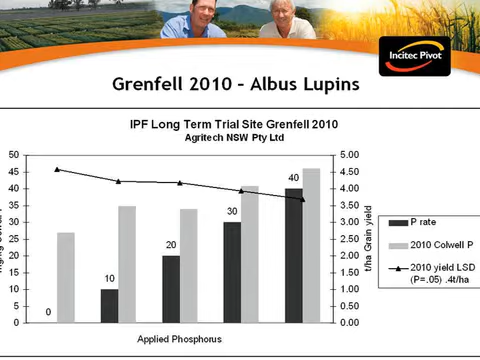 Incitec Pivot
Grenfell 2010 – Albus Lupins
IPF Long Term Trial Site Grenfell 2010
Agritech NSW Pty Ltd
50
45
40
35
30
25
20
15
10
5
0
0
10
20
30
40
5.00
4.50
4.00
3.50
3.00
2.50
2.00
1.50
1.00
0.50
0.00
t/ha Grain yield
Applied Phosphorus
P rate
2010 Colwell P
2010 yield LSD
(P=.05) .4t/ha